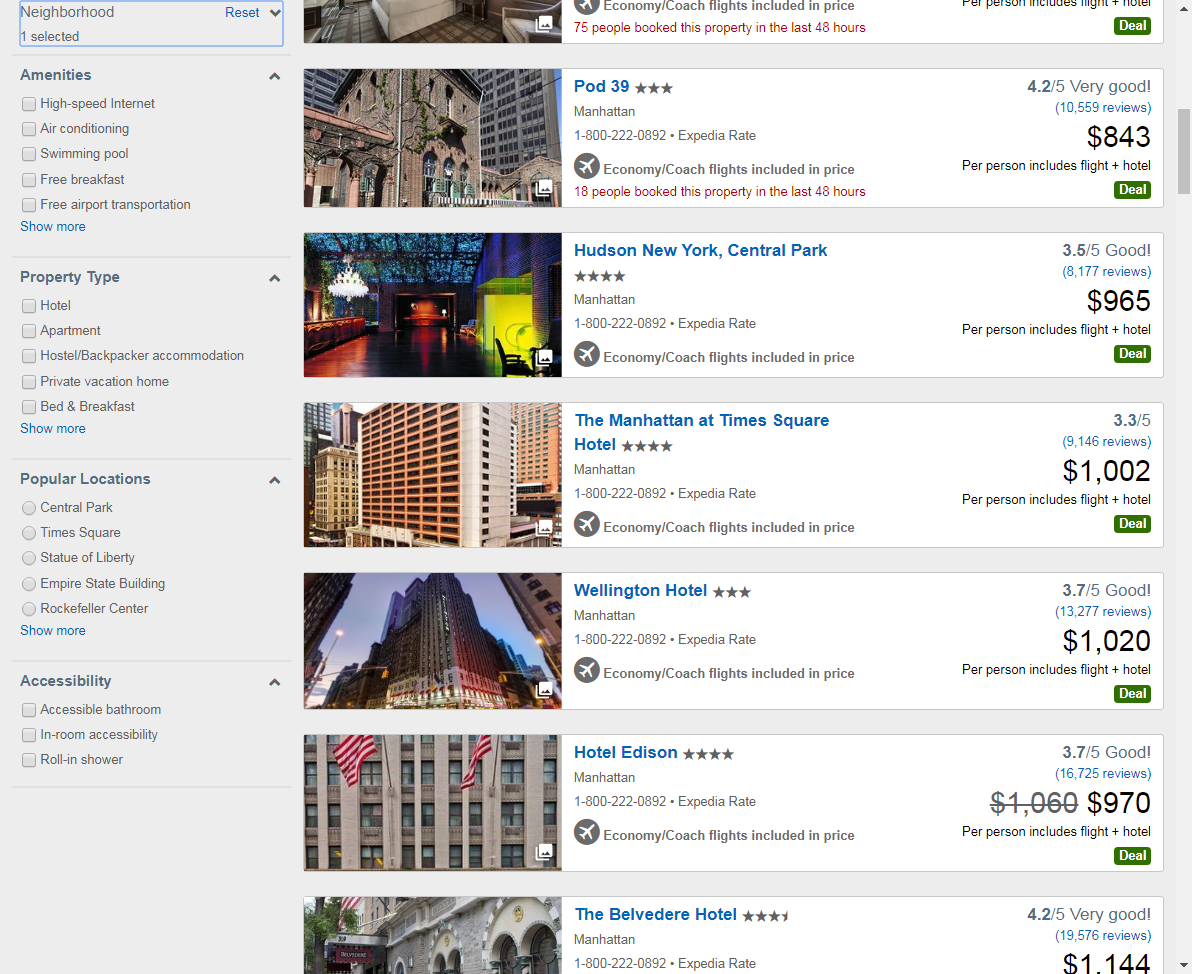 Neighborhood
Reset
1 selected
Amenities
High-speed Internet
Air conditioning
Swimming pool
Free breakfast
Free airport transportation
Show more
Property Type
Hotel
Apartment
Hostel/Backpacker accommodation
Private vacation home
Bed & Breakfast
Show more
Popular Locations
Central Park
Times Square
Statue of Liberty
Empire State Building
Rockefeller Center
Show more
Accessibility
Accessible bathroom
In-room accessibility
Roll-in shower
Economy/Coach flights included in price
75 people booked this property in the last 48 hours
Per person includes flight + hotel
Deal
Pod 39
Manhattan
1-800-222-0892 • Expedia Rate
Economy/Coach flights included in price
18 people booked this property in the last 48 hours
4.2/5 Very good!
(10,559 reviews)
$843
Per person includes flight + hotel
Deal
Hudson New York, Central Park
Manhattan
1-800-222-0892 • Expedia Rate
Economy/Coach flights included in price
3.5/5 Good!
(8,177 reviews)
$965
Per person includes flight + hotel
Deal
The Manhattan at Times Square
Hotel
Manhattan
1-800-222-0892 • Expedia Rate
Economy/Coach flights included in price
3.3/5
(9,146 reviews)
$1,002
Per person includes flight + hotel
Deal
Wellington Hotel
Manhattan
1-800-222-0892 • Expedia Rate
Economy/Coach flights included in price
3.7/5 Good!
(13,277 reviews)
$1,020
Per person includes flight + hotel
Deal
Hotel Edison
Manhattan
1-800-222-0892 • Expedia Rate
Economy/Coach flights included in price
3.7/5 Good!
(16,725 reviews)
$1,060 $970
Per person includes flight + hotel
Deal
BELVEDERE
The Belvedere Hotel
Manhattan
1-800-222-0892 • Expedia Rate
4.2/5 Very good!
(19,576 reviews)
$1,144